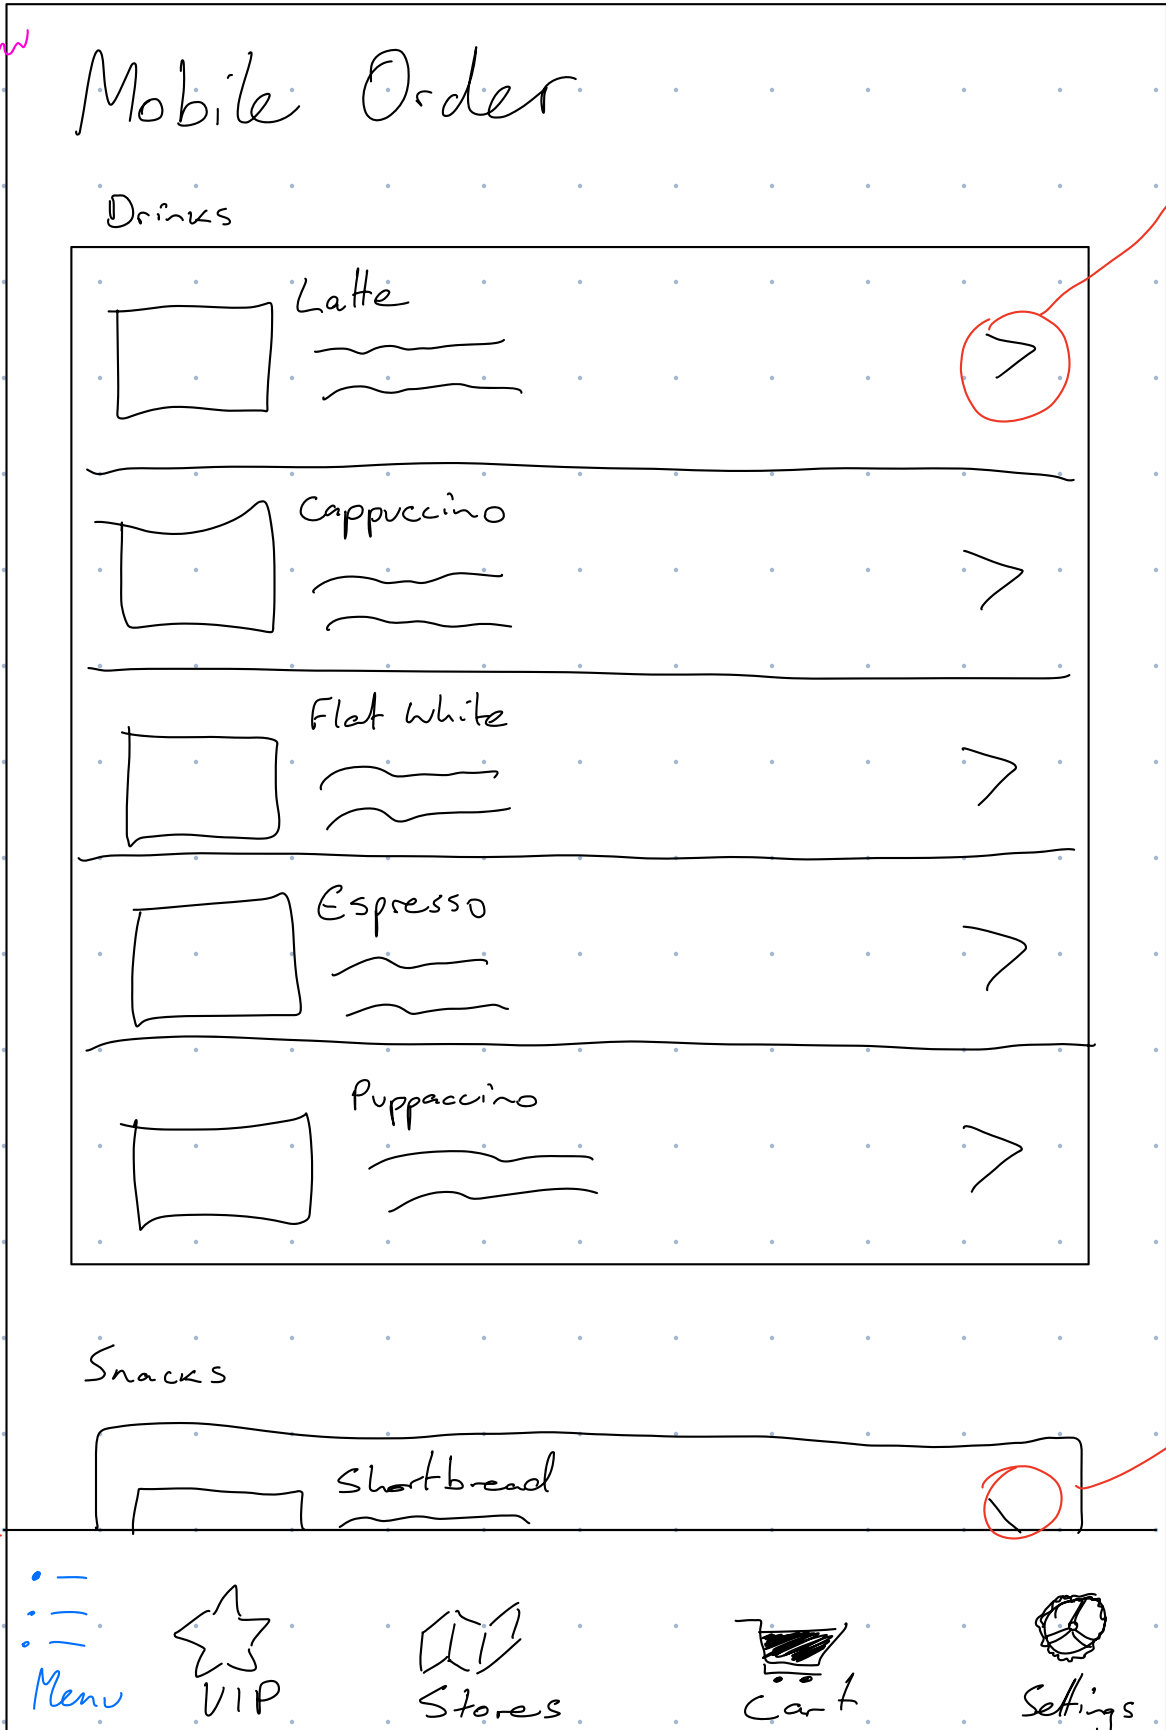 Mobile Order
Drinks
Latte
Cappuccino
Flat White
Espresso
Puppaccino
Snacks
Shortbread
Menu
VIP
Stores
Cart
Settings